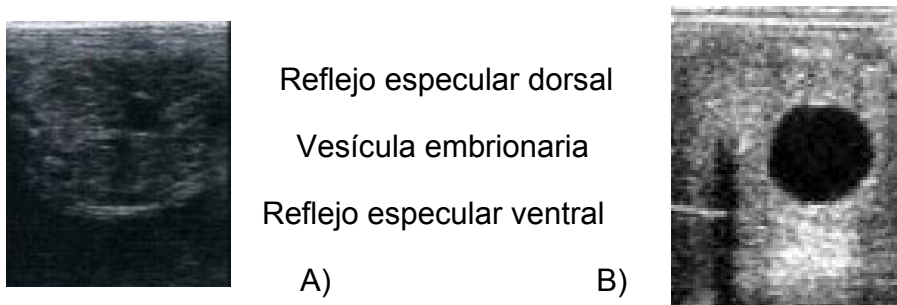 Reflejo especular dorsal
Vesícula embrionaria
Reflejo especular ventral
A) B)